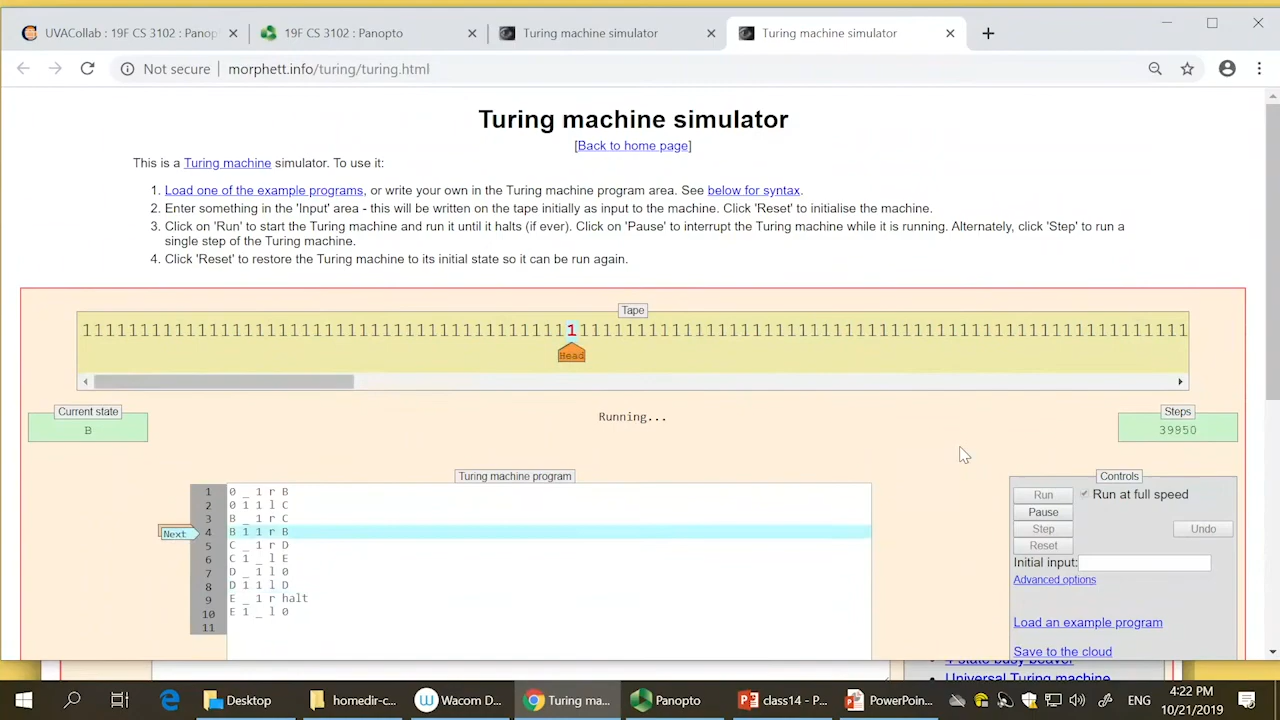 UVACollab : 19F CS 3102 : Panop
19F CS 3102 : Panopto
Turing machine simulator
Turing machine simulator
Not secure
morphett.info/turing/turing.html
Turing machine simulator
[Back to home page]
This is a Turing machine simulator. To use it:
1. Load one of the example programs, or write your own in the Turing machine program area. See below for syntax.
2. Enter something in the 'Input' area - this will be written on the tape initially as input to the machine. Click 'Reset' to initialise the machine.
3. Click on 'Run' to start the Turing machine and run it until it halts (if ever). Click on 'Pause' to interrupt the Turing machine while it is running. Alternately, click 'Step' to run a
single step of the Turing machine.
4. Click 'Reset' to restore the Turing machine to its initial state so it can be run again.
Tape
Head
Current state
B
Running...
Steps
39950
Turing machine program
1 0 _ 1 r B
2 0 1 1 l C
3 B _ 1 r C
Next
4 B 1 1 r B
5 C _ 1 r D
6 C 1 _ l E
7 D _ 1 l 0
8 D 1 1 l D
9 E _ 1 r halt
10 E 1 _ l 0
11
Controls
Run
Run at full speed
Pause
Step
Undo
Reset
Initial input:
Advanced options
Load an example program
Save to the cloud
4-state busy beaver
Universal Turing machine
Desktop
homedir-c...
Wacom D...
Turing ma...
Panopto
class14 - P...
PowerPoin...
ENG
4:22 PM
10/21/2019